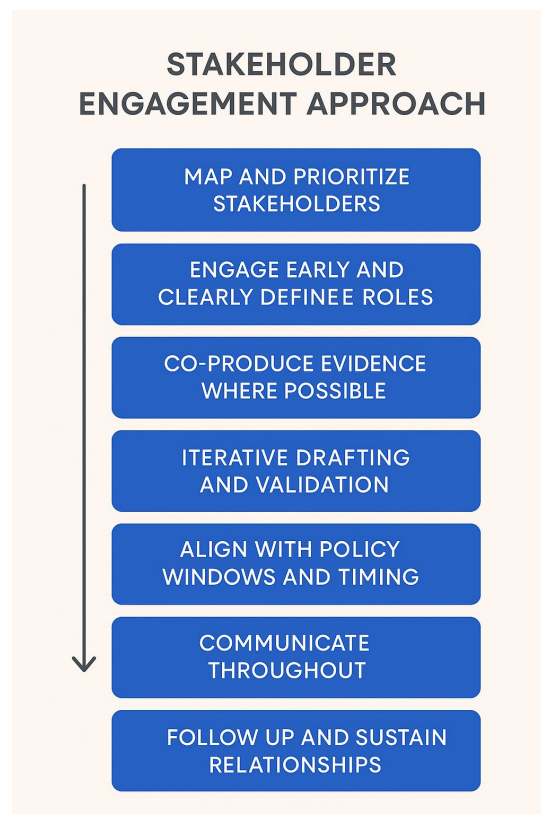 STAKEHOLDER
ENGAGEMENT APPROACH
MAP AND PRIORITIZE
STAKEHOLDERS
ENGAGE EARLY AND
CLEARLY DEFINEE ROLES
CO-PRODUCE EVIDENCE
WHERE POSSIBLE
ITERATIVE DRAFTING
AND VALIDATION
ALIGN WITH POLICY
WINDOWS AND TIMING
COMMUNICATE
THROUGHOUT
FOLLOW UP AND SUSTAIN
RELATIONSHIPS